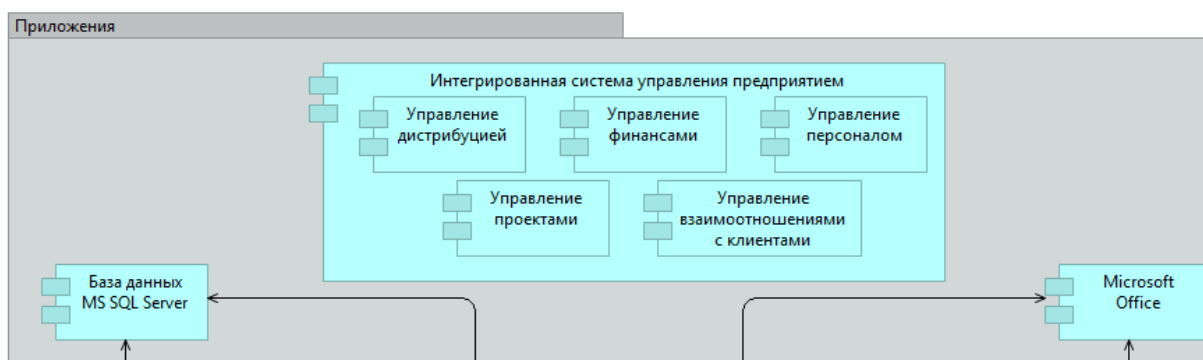 Приложения
Интегрированная система управления предприятием
Управление
дистрибуцией
Управление
финансами
Управление
персоналом
Управление
проектами
Управление
взаимоотношениями
с клиентами
База данных
MS SQL Server
Microsoft
Office